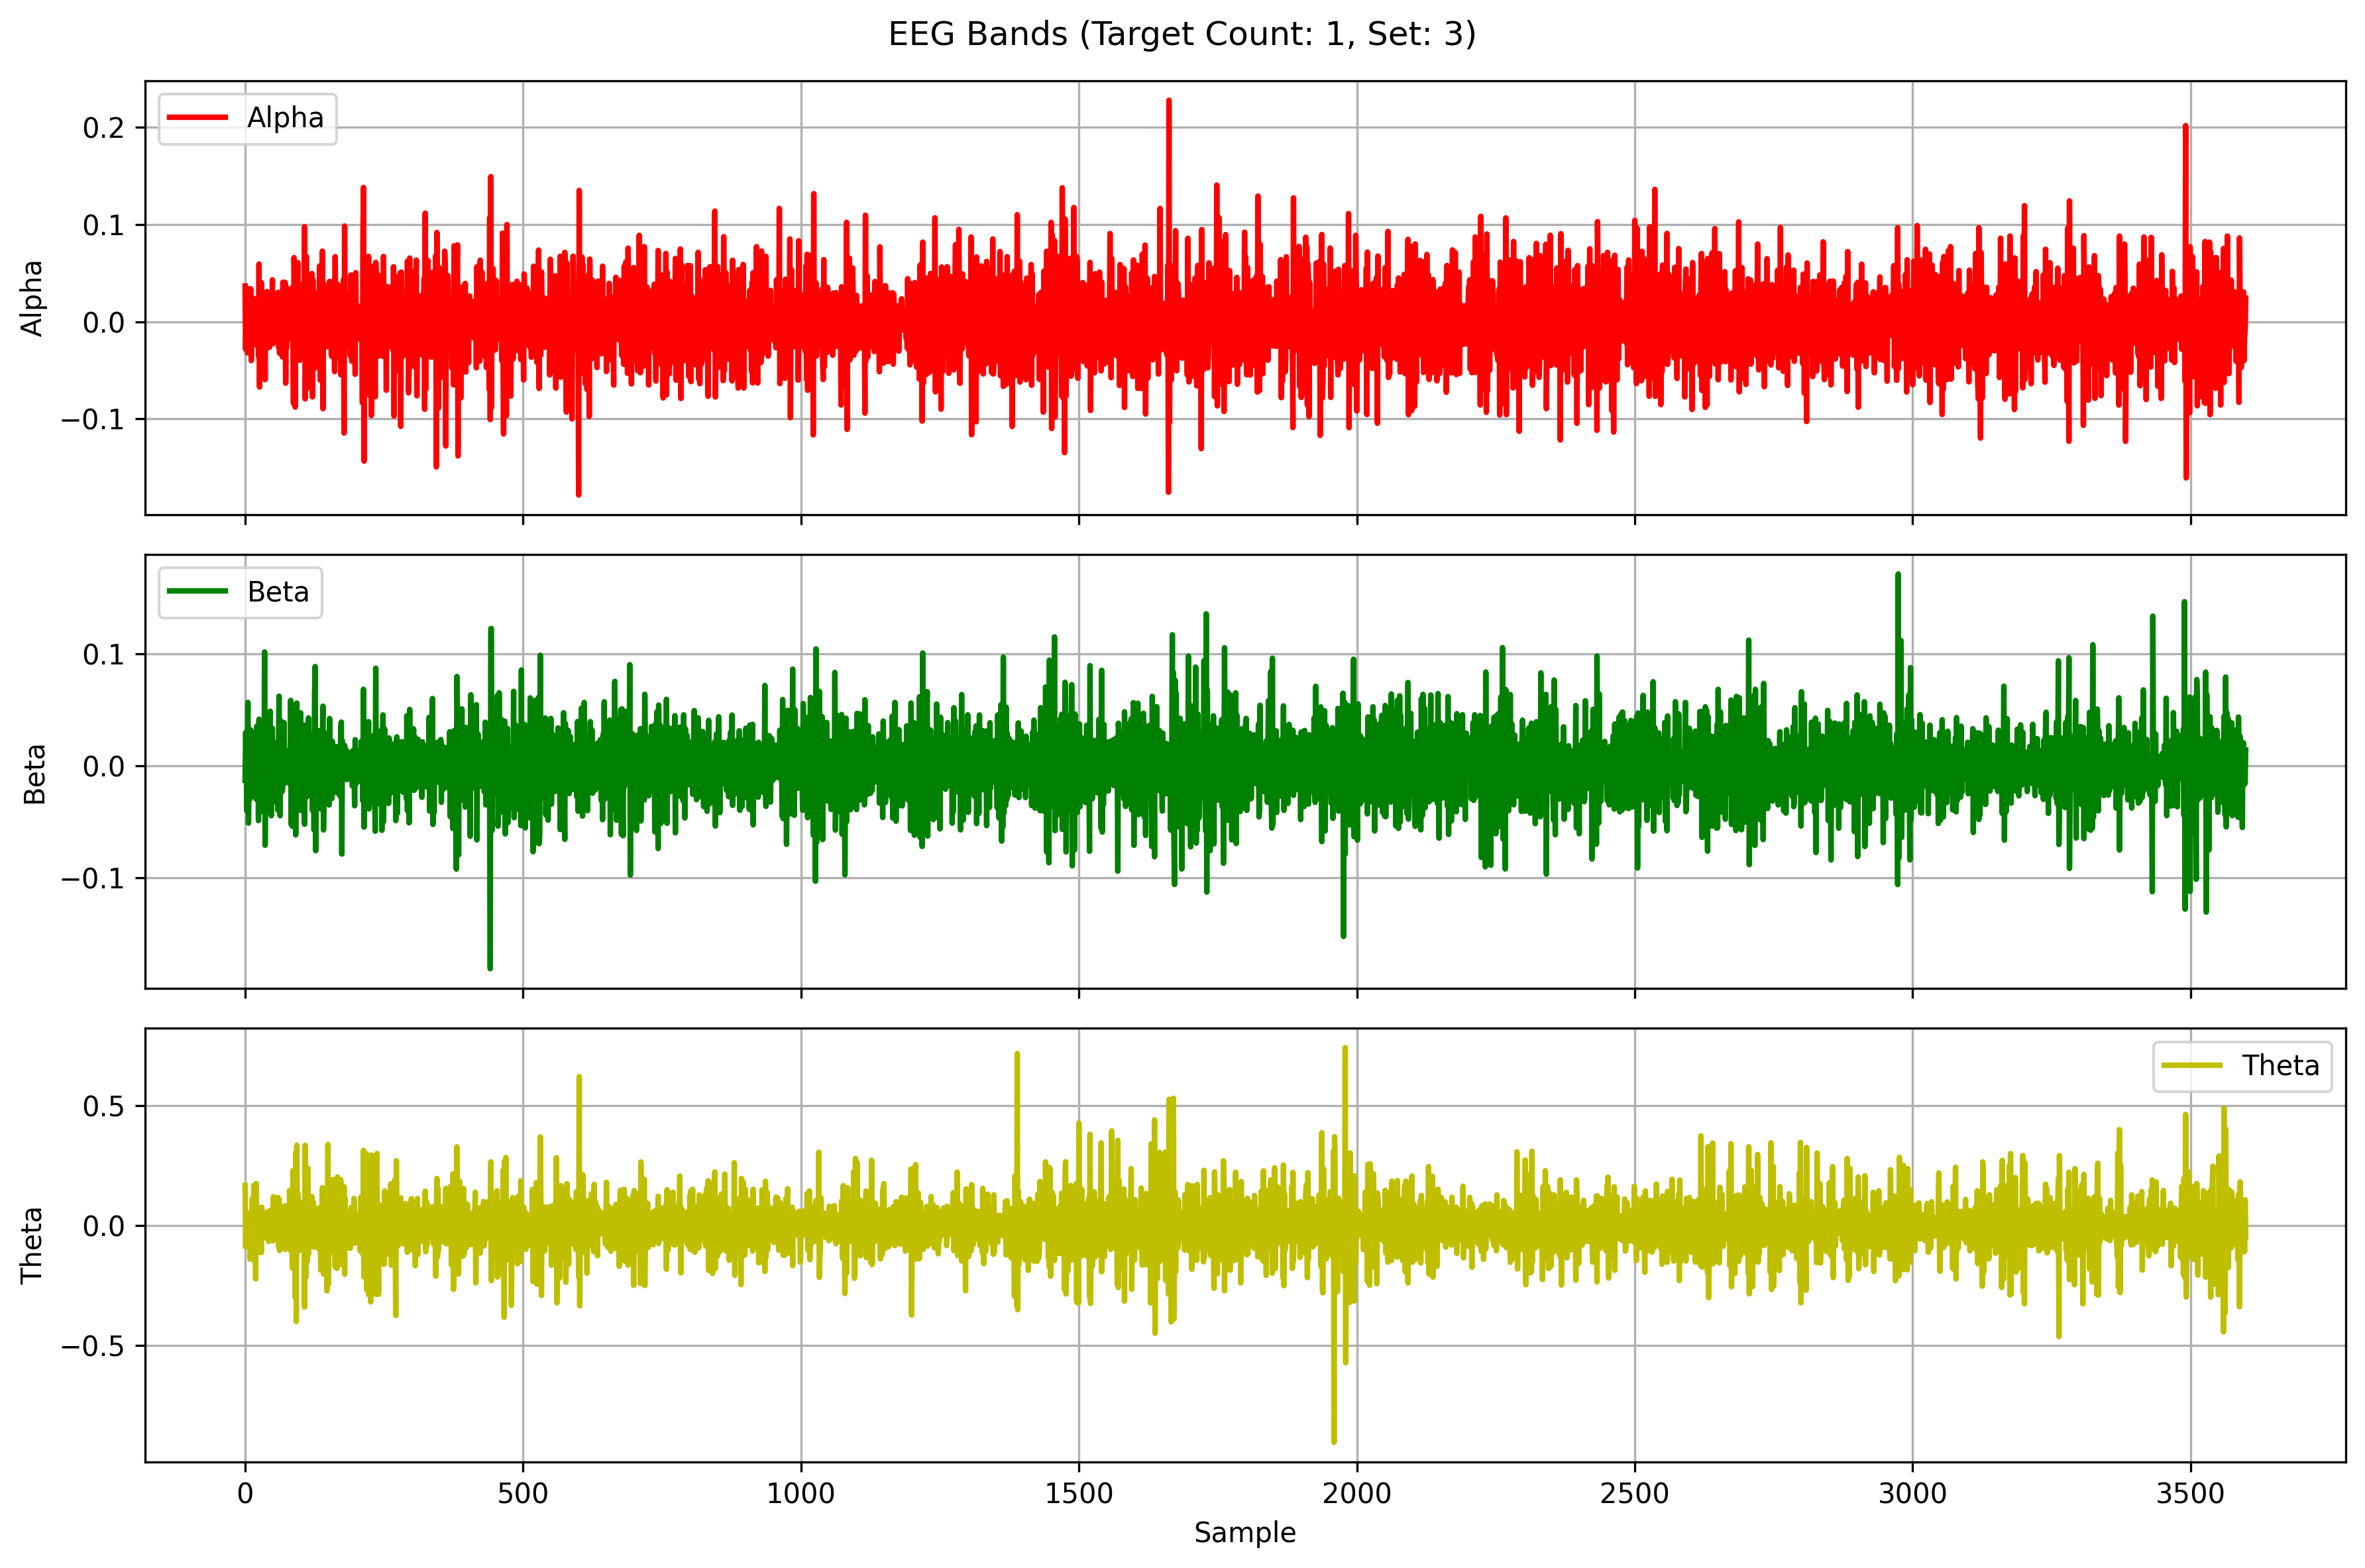 EEG Bands (Target Count: 1, Set: 3)
Alpha
0.2
0.1
0.0
−0.1
Alpha
Beta
0.1
0.0
−0.1
Beta
Theta
0.5
0.0
−0.5
Theta
0 500 1000 1500 2000 2500 3000 3500
Sample